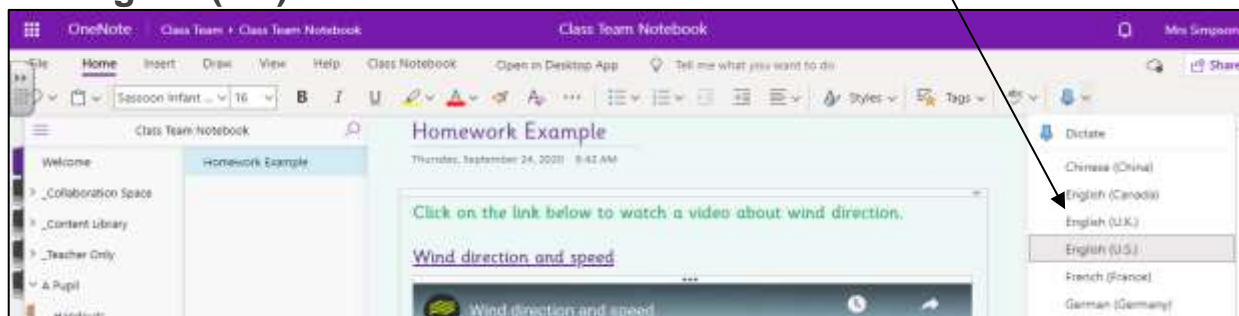 OneNote Class Team › Class Team Notebook Class Team Notebook Mrs Simpson
File Home Insert Draw View Help Class Notebook Open in Desktop App Tell me what you want to do Share
Sassoon Infant ... 16 B I U A ... Styles Tags
Class Team Notebook
Welcome
_Collaboration Space
_Content Library
_Teacher Only
A Pupil
Handouts
Homework Example
Homework Example
Thursday, September 24, 2020 8:42 AM
Click on the link below to watch a video about wind direction.
Wind direction and speed
Wind direction and speed
Dictate
Chinese (China)
English (Canada)
English (U.K.)
English (U.S.)
French (France)
German (Germany)